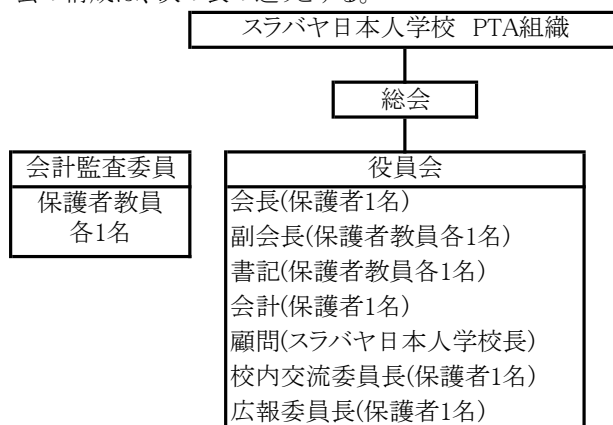 スラバヤ日本人学校 PTA組織
総会
会計監査委員
保護者教員
各1名
役員会
会長(保護者1名)
副会長(保護者教員各1名)
書記(保護者教員各1名)
会計(保護者1名)
顧問(スラバヤ日本人学校長)
校内交流委員長(保護者1名)
広報委員長(保護者1名)